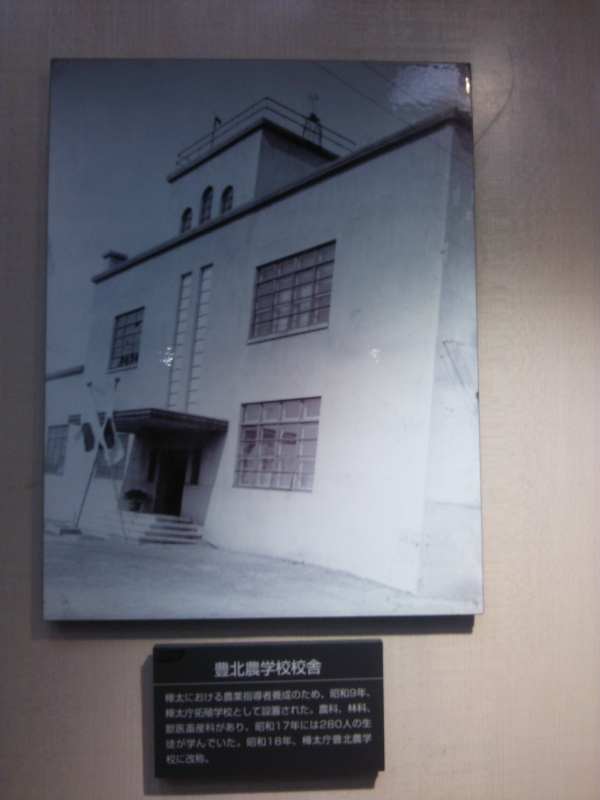 豊北農学校校舎
樺太における農業指導者養成のため、昭和9年、
樺太庁拓殖学校として設置された。農科、林科、
獣医畜産科があり、昭和17年には280人の生
徒が学んでいた。昭和18年、樺太庁豊北農学
校に改称。